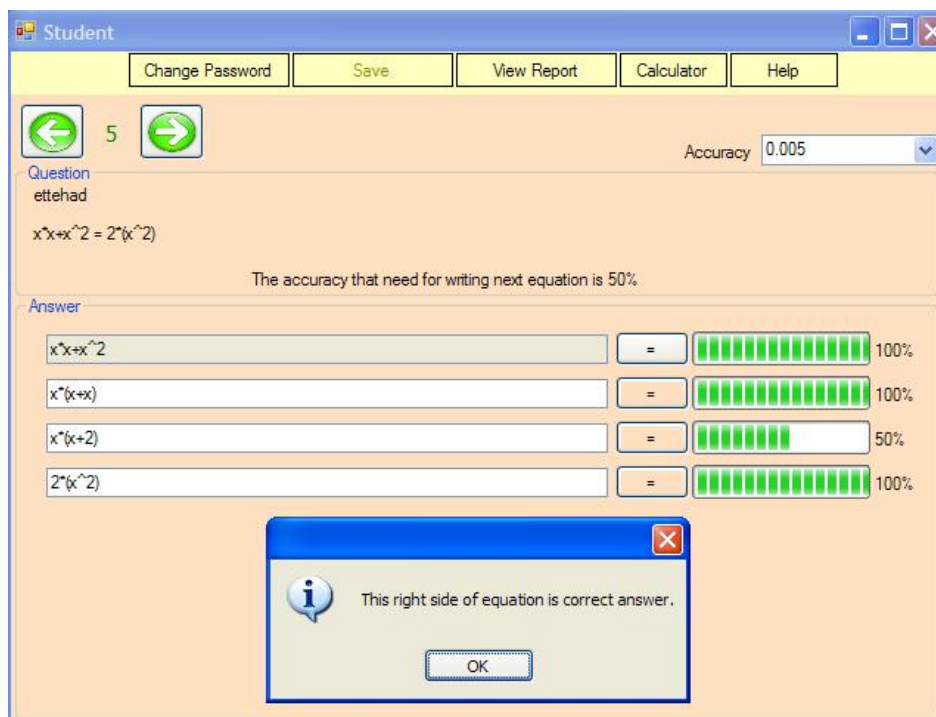 Student
Change Password Save View Report Calculator Help
5
Accuracy 0.005
Question
ettehad
x*x+x^2 = 2*(x^2)
The accuracy that need for writing next equation is 50%
Answer
x*x+x^2 = 100%
x*(x+x) = 100%
x*(x+2) = 50%
2*(x^2) = 100%
This right side of equation is correct answer.
OK